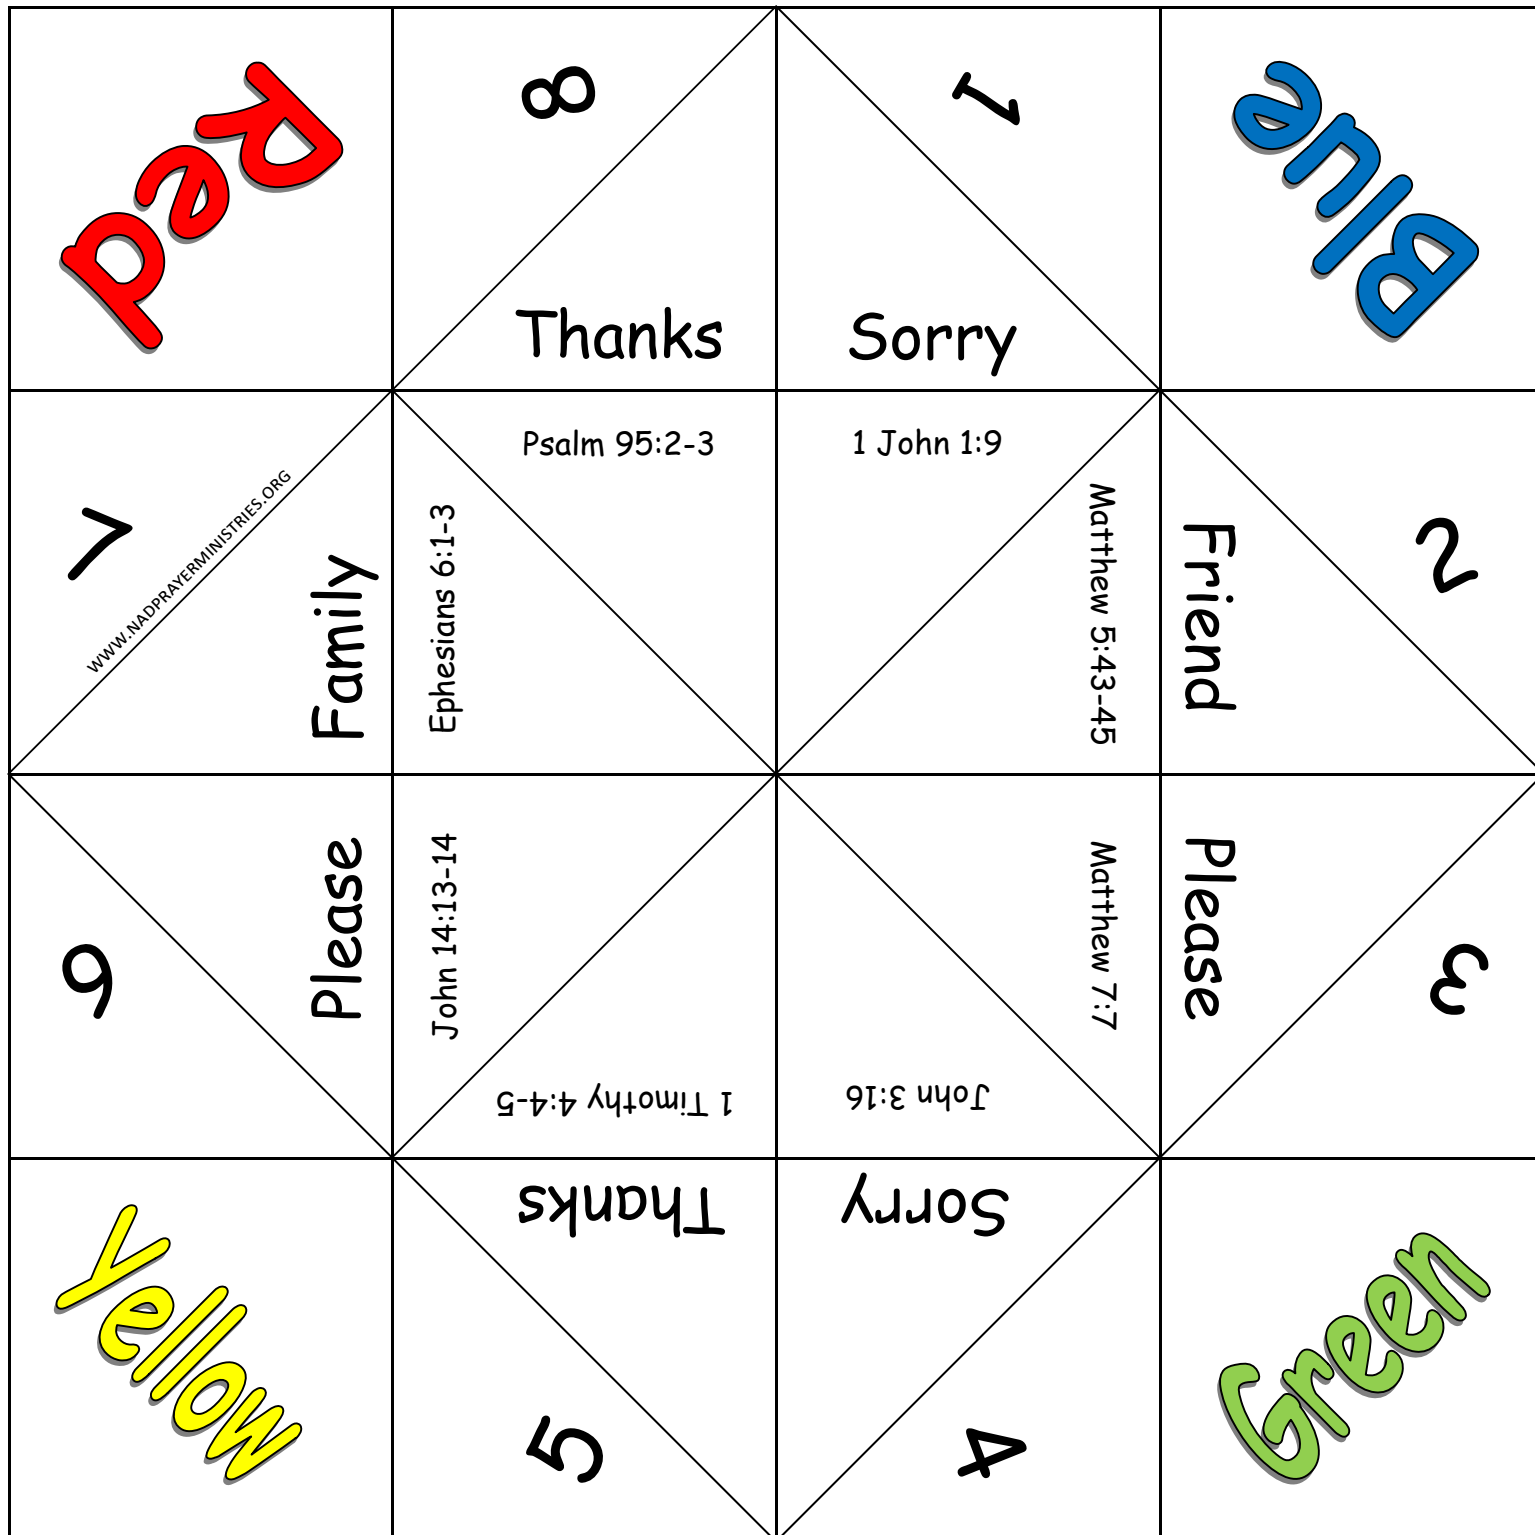 Red
8
1
Blue
Thanks
Sorry
Psalm 95:2-3
1 John 1:9
7
WWW.NADPRAYERMINISTRIES.ORG
Family
Ephesians 6:1-3
Matthew 5:43-45
Friend
2
6
Please
John 14:13-14
Matthew 7:7
Please
3
1 Timothy 4:4-5
John 3:16
Thanks
Sorry
Yellow
5
4
Green